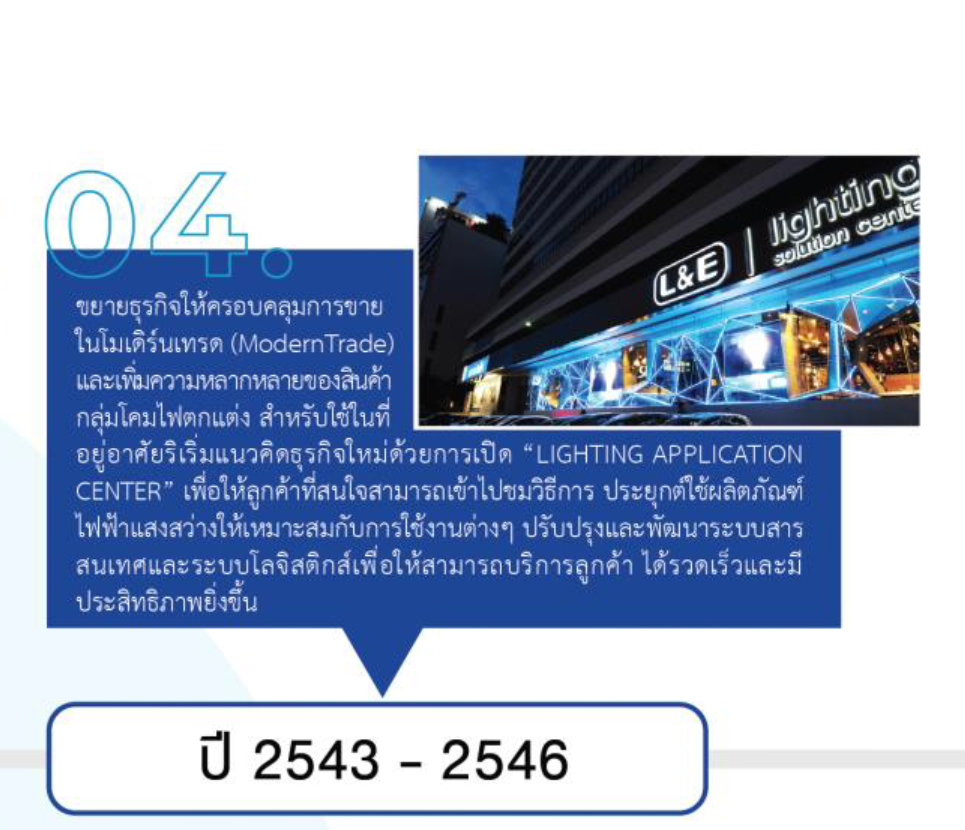 04.
L&E
lighting
solution center
ขยายธุรกิจให้ครอบคลุมการขาย
ในโมเดิร์นเทรด (ModernTrade)
และเพิ่มความหลากหลายของสินค้า
กลุ่มโคมไฟตกแต่ง สำหรับใช้ในที่
อยู่อาศัยริเริ่มแนวคิดธุรกิจใหม่ด้วยการเปิด “LIGHTING APPLICATION
CENTER” เพื่อให้ลูกค้าที่สนใจสามารถเข้าไปชมวิธีการ ประยุกต์ใช้ผลิตภัณฑ์
ไฟฟ้าแสงสว่างให้เหมาะสมกับการใช้งานต่างๆ ปรับปรุงและพัฒนาระบบสาร
สนเทศและระบบโลจิสติกส์เพื่อให้สามารถบริการลูกค้า ได้รวดเร็วและมี
ประสิทธิภาพยิ่งขึ้น
ปี 2543 - 2546